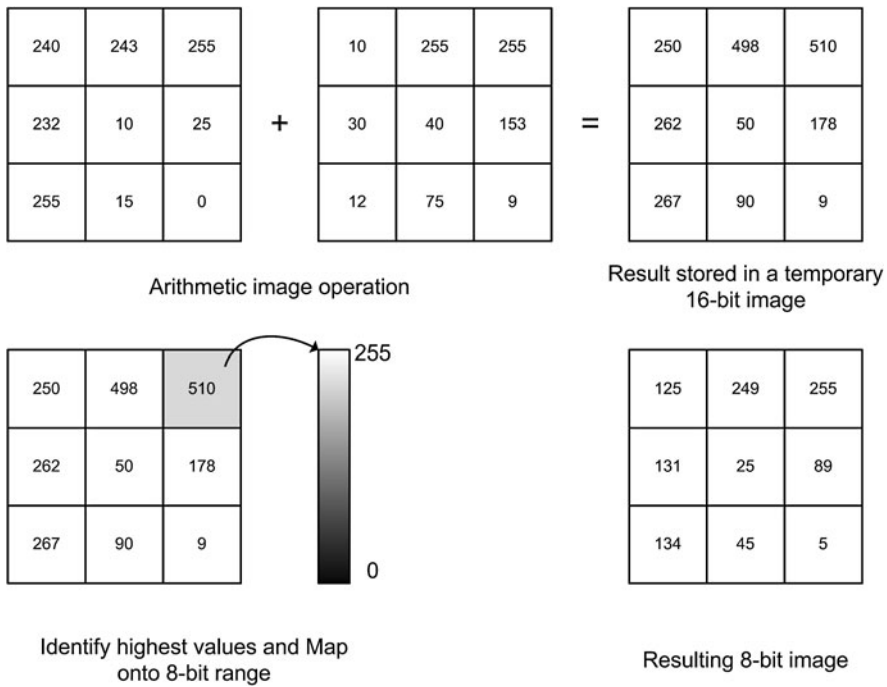 240 243 255
10 255 255
250 498 510
232 10 25
+
30 40 153
=
262 50 178
255 15 0
12 75 9
267 90 9
Arithmetic image operation
Result stored in a temporary
16-bit image
250 498 510
255
125 249 255
262 50 178
131 25 89
267 90 9
0
134 45 5
Identify highest values and Map
onto 8-bit range
Resulting 8-bit image